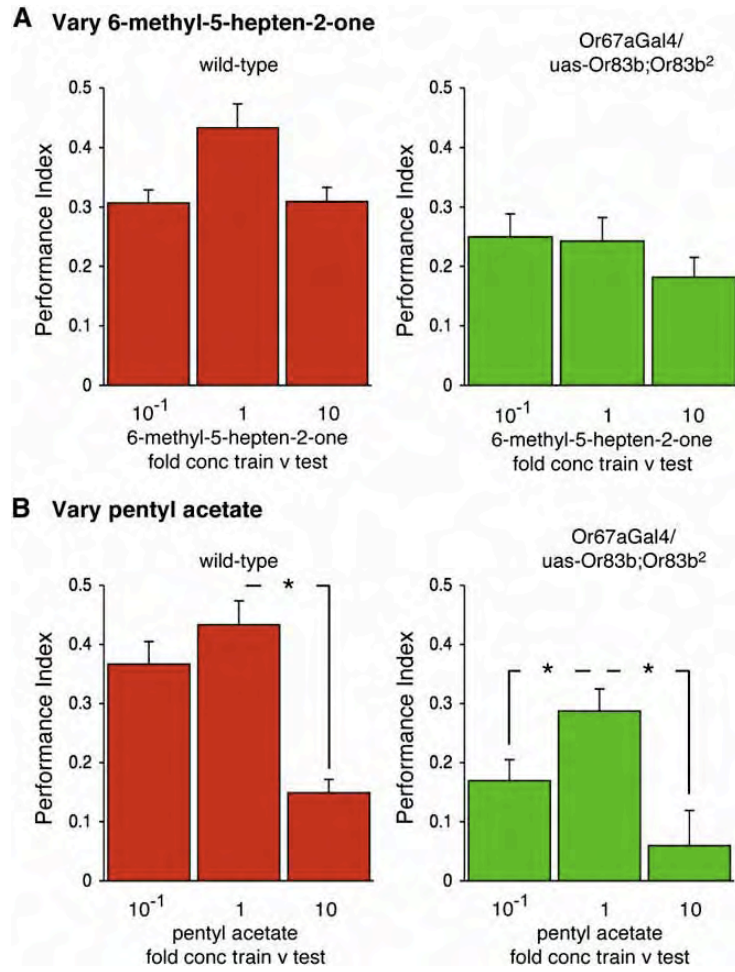 A Vary 6-methyl-5-hepten-2-one
wild-type
Or67aGal4/
uas-Or83b;Or83b²
0.5
0.4
0.3
0.2
0.1
0
Performance Index
10⁻¹ 1 10
6-methyl-5-hepten-2-one
fold conc train v test
0.5
0.4
0.3
0.2
0.1
0
Performance Index
10⁻¹ 1 10
6-methyl-5-hepten-2-one
fold conc train v test
B Vary pentyl acetate
wild-type
Or67aGal4/
uas-Or83b;Or83b²
0.5
0.4
0.3
0.2
0.1
0
Performance Index
*
10⁻¹ 1 10
pentyl acetate
fold conc train v test
0.5
0.4
0.3
0.2
0.1
0
Performance Index
* *
10⁻¹ 1 10
pentyl acetate
fold conc train v test